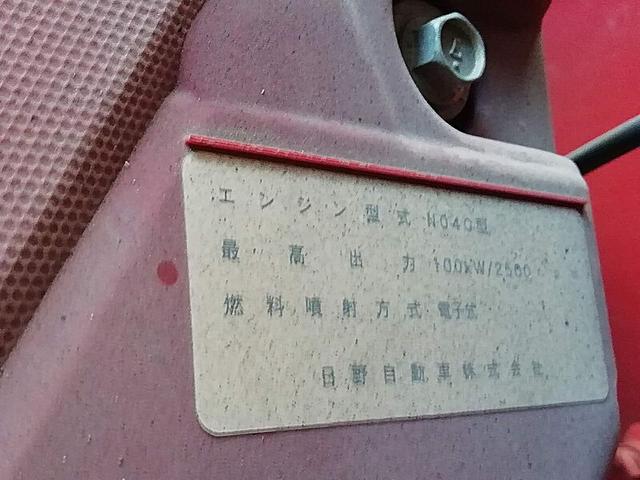 エンジン型式 N04C型
最高出力 100kW/2500
燃料噴射方式 電子式
日野自動車株式会社